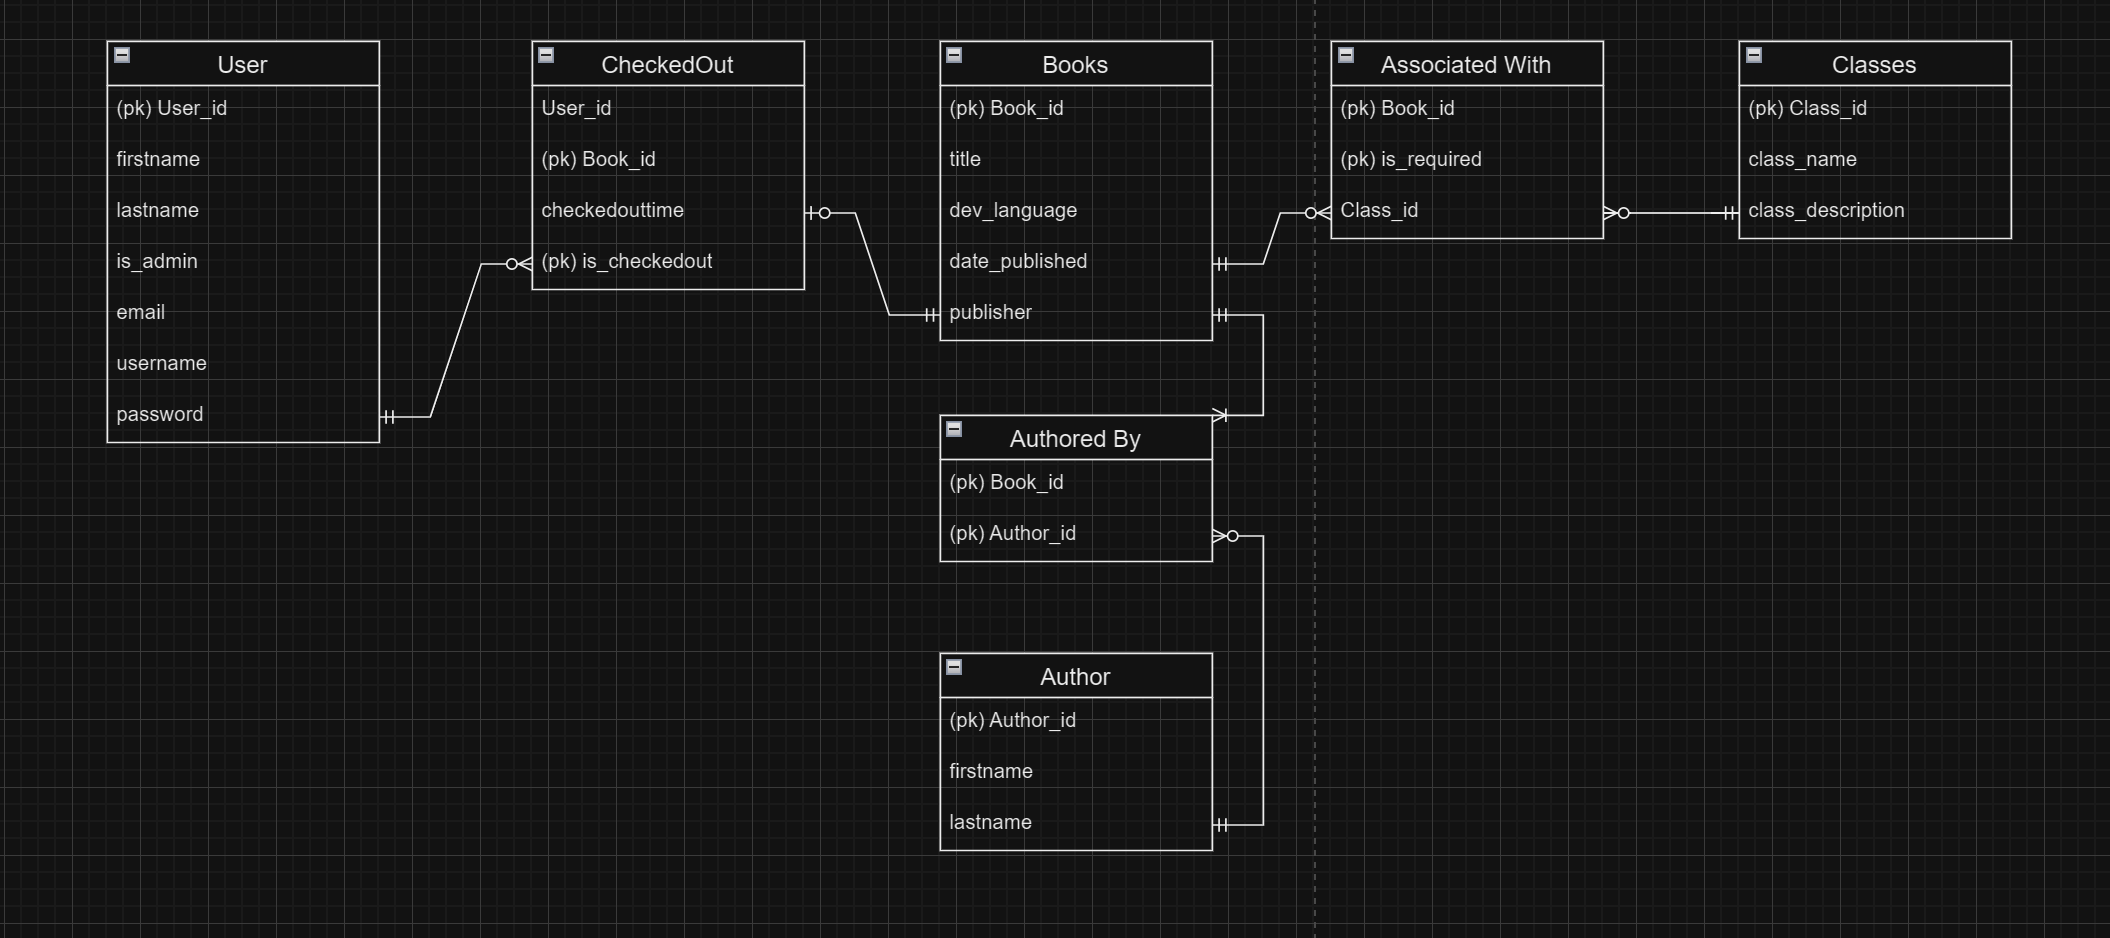 User
(pk) User_id
firstname
lastname
is_admin
email
username
password
CheckedOut
User_id
(pk) Book_id
checkedouttime
(pk) is_checkedout
Books
(pk) Book_id
title
dev_language
date_published
publisher
Associated With
(pk) Book_id
(pk) is_required
Class_id
Classes
(pk) Class_id
class_name
class_description
Authored By
(pk) Book_id
(pk) Author_id
Author
(pk) Author_id
firstname
lastname